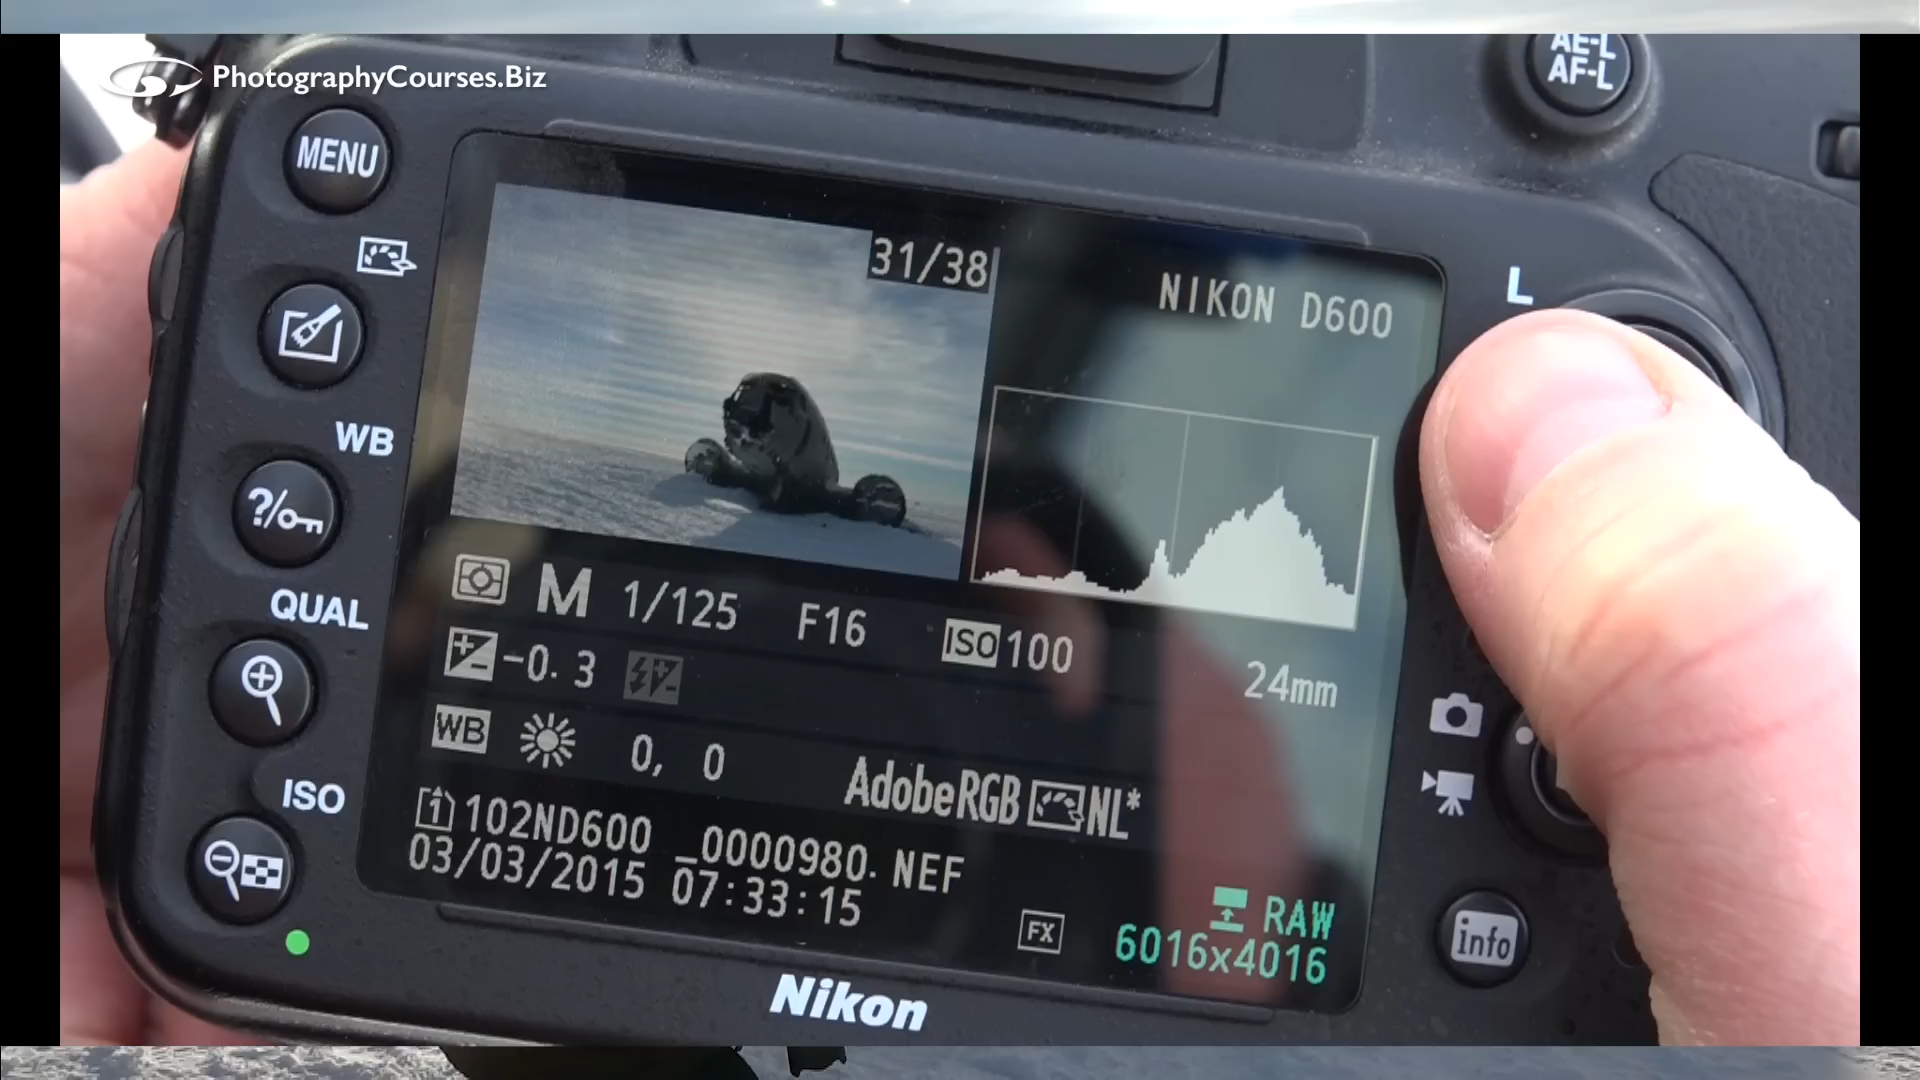 PhotographyCourses.Biz
AE-L
AF-L
MENU
31/38
NIKON D600
L
WB
?/
QUAL
M 1/125 F16 ISO 100
-0.3
24mm
WB 0, 0
AdobeRGB NL*
ISO
1 102ND600 _0000980.NEF
03/03/2015 07:33:15
FX
RAW
6016x4016
info
Nikon